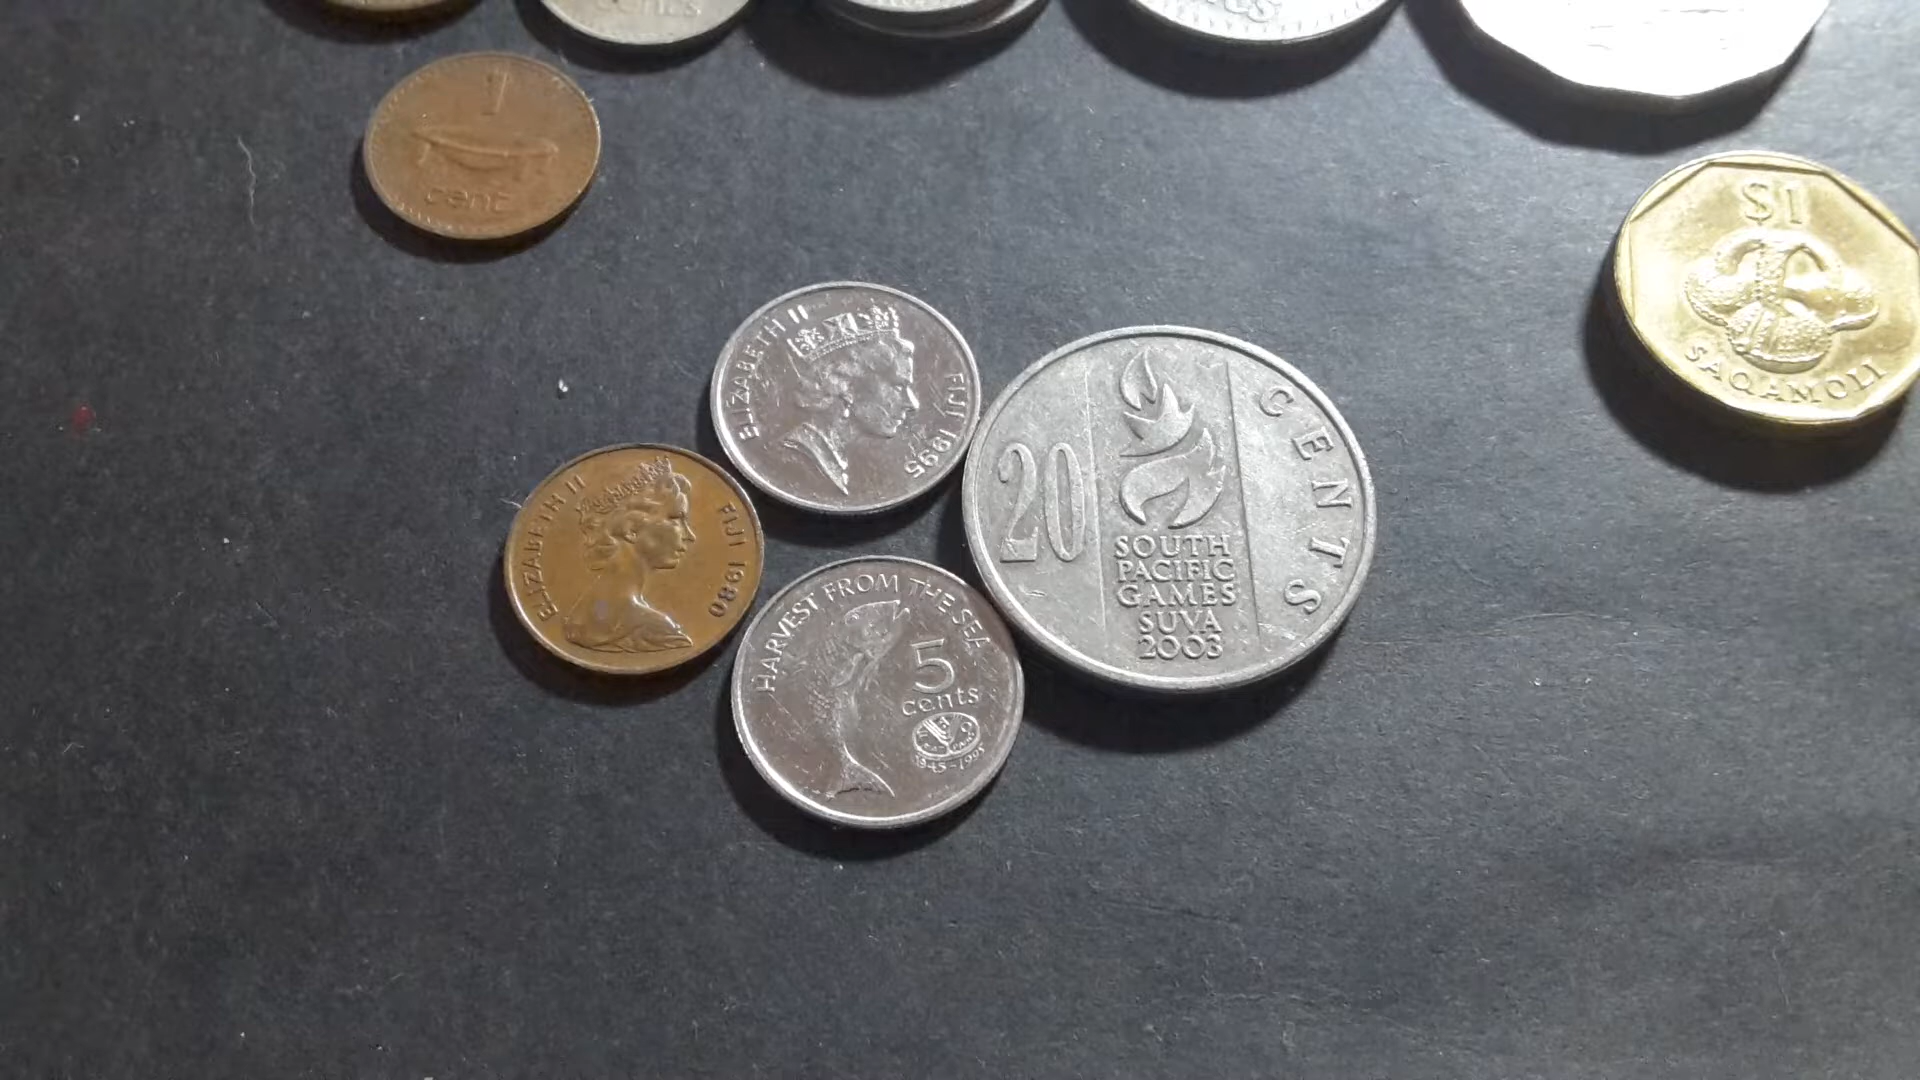 cents
1
cent
$1
SAQAMOLI
ELIZABETH II
FIJI 1995
20
CENTS
SOUTH
PACIFIC
GAMES
SUVA
2003
ELIZABETH II
FIJI 1980
HARVEST FROM THE SEA
5
cents
1945-1995